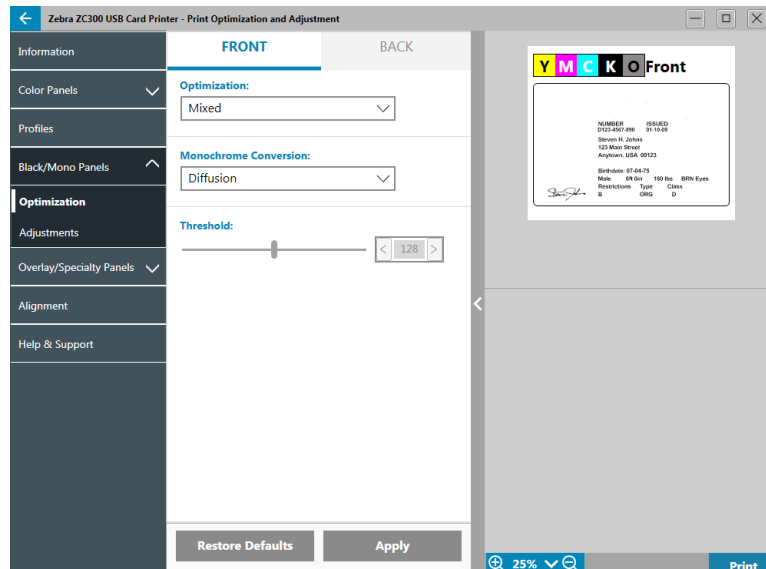 Zebra ZC300 USB Card Printer - Print Optimization and Adjustment
Information
Color Panels
Profiles
Black/Mono Panels
Optimization
Adjustments
Overlay/Specialty Panels
Alignment
Help & Support
FRONT BACK
Optimization:
Mixed
Monochrome Conversion:
Diffusion
Threshold:
< 128 >
Restore Defaults Apply
Y M C K O Front
NUMBER ISSUED
D123-4567-890 01-10-09
Steven H. Johns
123 Main Street
Anytown, USA 00123
Birthdate: 07-04-75
Male 6ft 0in 180 lbs BRN Eyes
Restrictions Type Class
B ORG D
25%
Print